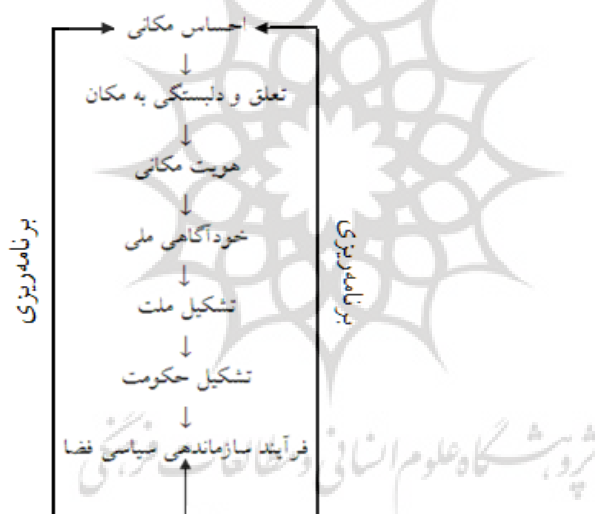 احساس مکانی
تعلق و دلبستگی به مکان
هویت مکانی
خودآگاهی ملی
تشکیل ملت
تشکیل حکومت
فرآیند سازماندهی سیاسی فضا
برنامه‌ریزی
برنامه‌ریزی
پژوهشگاه علوم انسانی و مطالعات فرهنگی